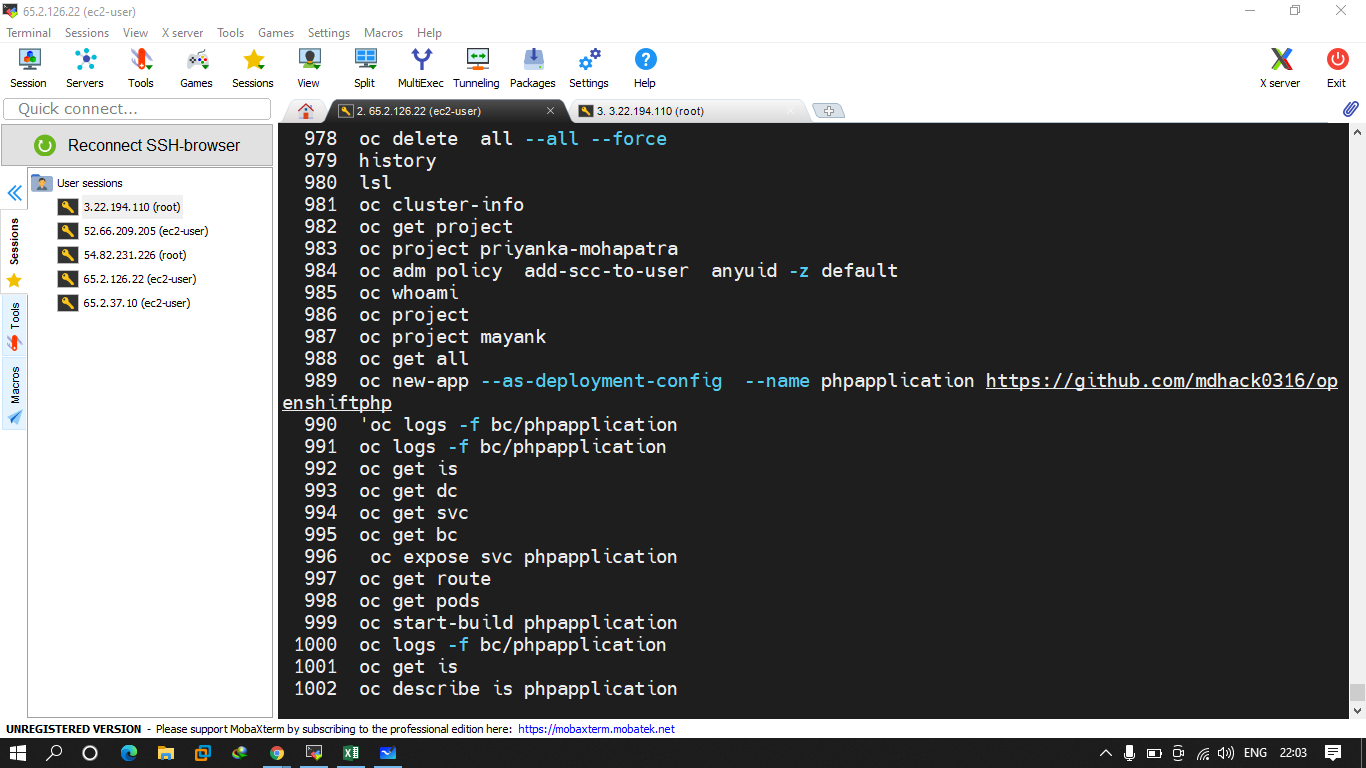 65.2.126.22 (ec2-user)
Terminal Sessions View X server Tools Games Settings Macros Help
Session Servers Tools Games Sessions View Split MultiExec Tunneling Packages Settings Help X server Exit
Quick connect...
2. 65.2.126.22 (ec2-user)
3. 3.22.194.110 (root)
Reconnect SSH-browser
User sessions
3.22.194.110 (root)
52.66.209.205 (ec2-user)
54.82.231.226 (root)
65.2.126.22 (ec2-user)
65.2.37.10 (ec2-user)
Sessions
Tools
Macros
978 oc delete  all --all --force
979 history
980 lsl
981 oc cluster-info
982 oc get project
983 oc project priyanka-mohapatra
984 oc adm policy  add-scc-to-user  anyuid -z default
985 oc whoami
986 oc project
987 oc project mayank
988 oc get all
989 oc new-app --as-deployment-config  --name phpapplication https://github.com/mdhack0316/op
enshiftphp
990 'oc logs -f bc/phpapplication
991 oc logs -f bc/phpapplication
992 oc get is
993 oc get dc
994 oc get svc
995 oc get bc
996  oc expose svc phpapplication
997 oc get route
998 oc get pods
999 oc start-build phpapplication
1000 oc logs -f bc/phpapplication
1001 oc get is
1002 oc describe is phpapplication
UNREGISTERED VERSION - Please support MobaXterm by subscribing to the professional edition here: https://mobaxterm.mobatek.net
ENG 22:03